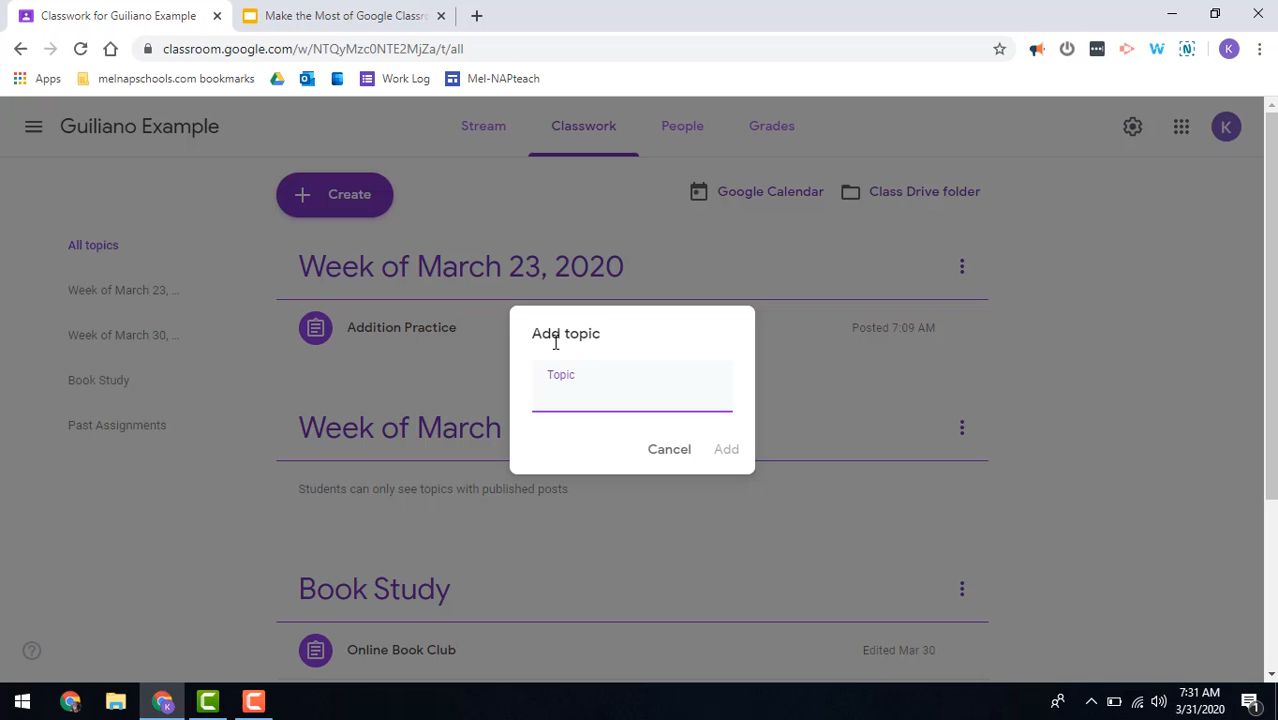 Classwork for Guiliano Example
Make the Most of Google Classro
classroom.google.com/w/NTQyMzc0NTE2MjZa/t/all
K
Apps
melnapschools.com bookmarks
Work Log
Mel-NAPteach
Guiliano Example
Stream
Classwork
People
Grades
K
Create
Google Calendar
Class Drive folder
All topics
Week of March 23, ...
Week of March 30, ...
Book Study
Past Assignments
Week of March 23, 2020
Addition Practice
Posted 7:09 AM
Add topic
Topic
Cancel
Add
Week of March
Students can only see topics with published posts
Book Study
Online Book Club
Edited Mar 30
7:31 AM
3/31/2020
1